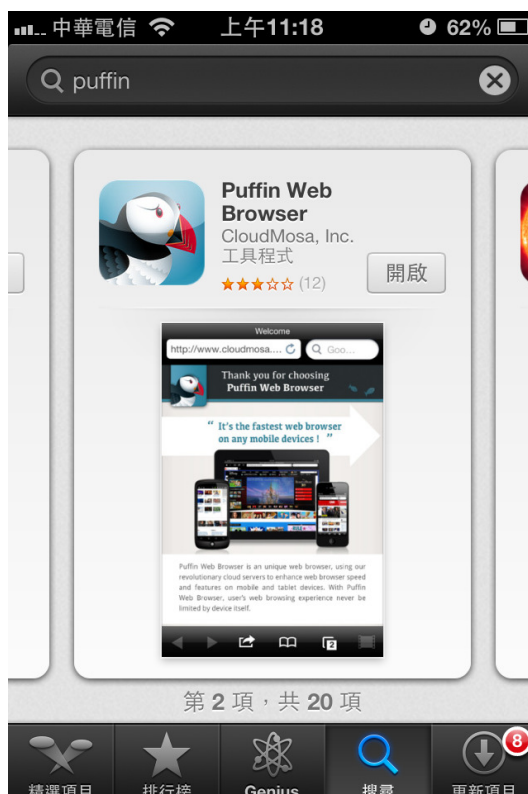 中華電信 上午11:18 62%
puffin
Puffin Web
Browser
CloudMosa, Inc.
工具程式
(12)
開啟
Welcome
http://www.cloudmosa.... Goo...
Thank you for choosing
Puffin Web Browser
“ It's the fastest web browser
on any mobile devices ! ”
Puffin Web Browser is an unique web browser, using our
revolutionary cloud servers to enhance web browser speed
and features on mobile and tablet devices. With Puffin
Web Browser, user's web browsing experience never be
limited by device itself.
2
第 2 項，共 20 項
8
精選項目 排行榜 Genius 搜尋 更新項目